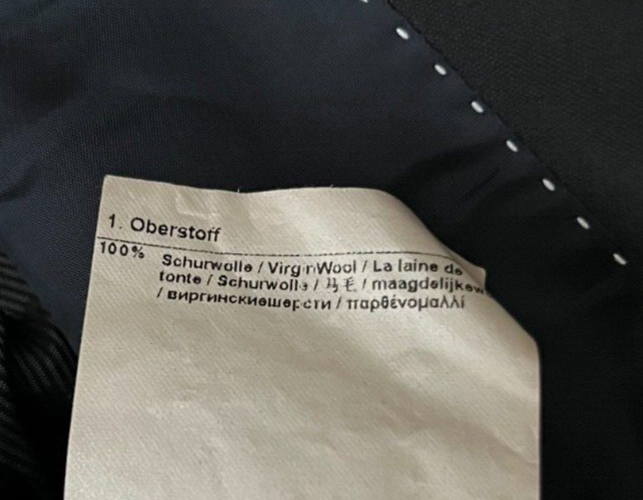 1. Oberstoff
100% Schurwolle / Virgin Wool / La laine de
tonte / Schurwolle / 马毛 / maagdelijkew
/ виргинскиешерсти / παρθένομαλλί